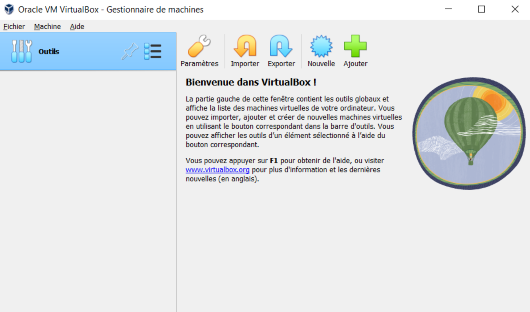 Oracle VM VirtualBox - Gestionnaire de machines
Fichier Machine Aide
Outils
Paramètres Importer Exporter Nouvelle Ajouter
Bienvenue dans VirtualBox !
La partie gauche de cette fenêtre contient les outils globaux et
affiche la liste des machines virtuelles de votre ordinateur. Vous
pouvez importer, ajouter et créer de nouvelles machines virtuelles
en utilisant le bouton correspondant dans la barre d'outils. Vous
pouvez afficher les outils d'un élément sélectionné à l'aide du
bouton correspondant.
Vous pouvez appuyer sur F1 pour obtenir de l'aide, ou visiter
www.virtualbox.org pour plus d'information et les dernières
nouvelles (en anglais).